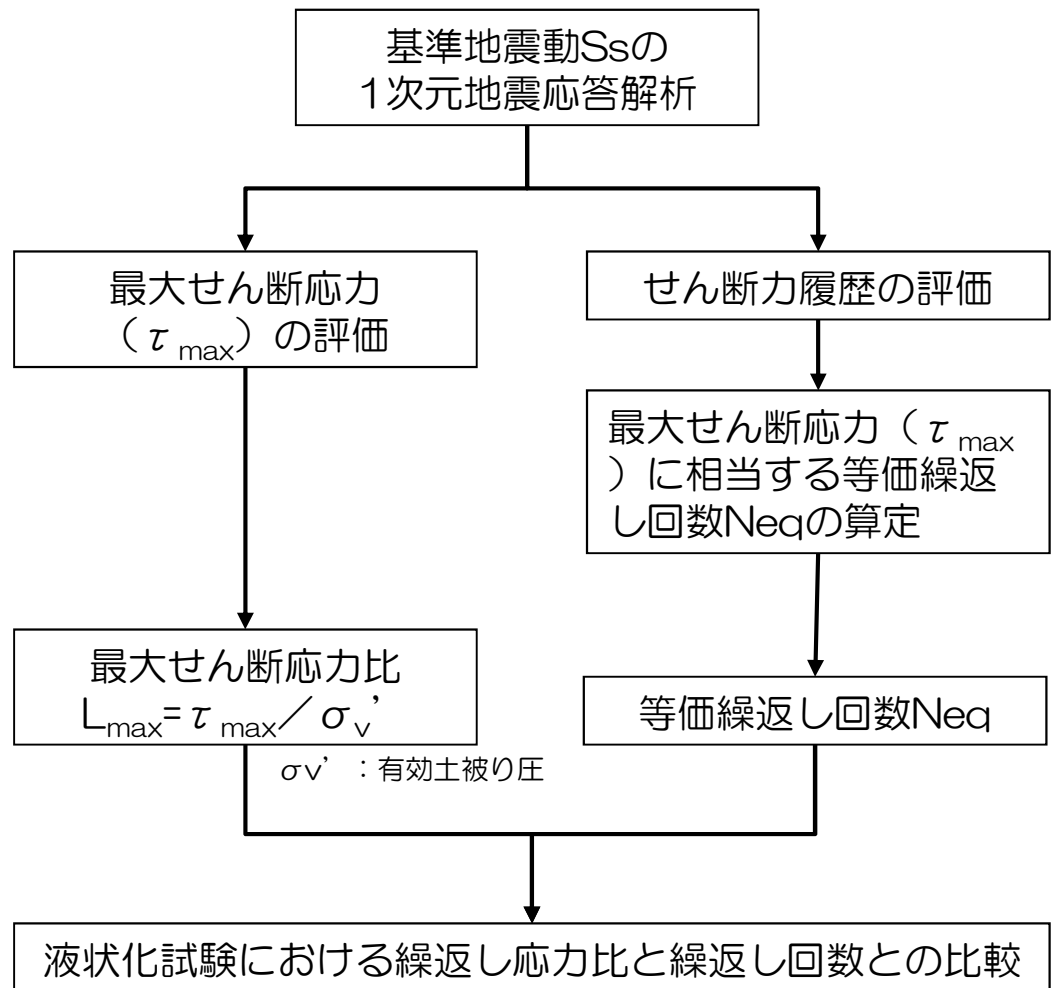 基準地震動Ssの
1次元地震応答解析
最大せん断応力
（τmax）の評価
せん断力履歴の評価
最大せん断応力（τmax
）に相当する等価繰返
し回数Neqの算定
最大せん断応力比
Lmax=τmax／σv’
等価繰返し回数Neq
σv’：有効土被り圧
液状化試験における繰返し応力比と繰返し回数との比較